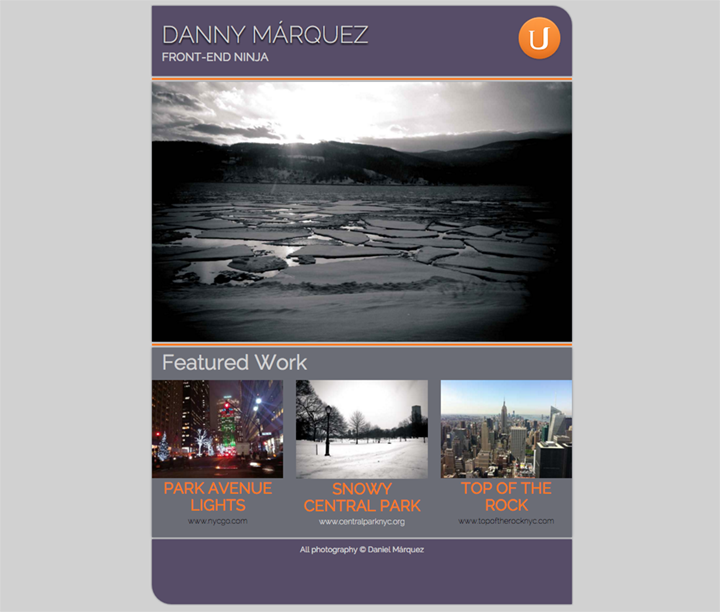 DANNY MÁRQUEZ
FRONT-END NINJA
U
Featured Work
PARK AVENUE
LIGHTS
www.nycgo.com
SNOWY
CENTRAL PARK
www.centralparknyc.org
TOP OF THE
ROCK
www.topoftherocknyc.com
All photography © Daniel Márquez